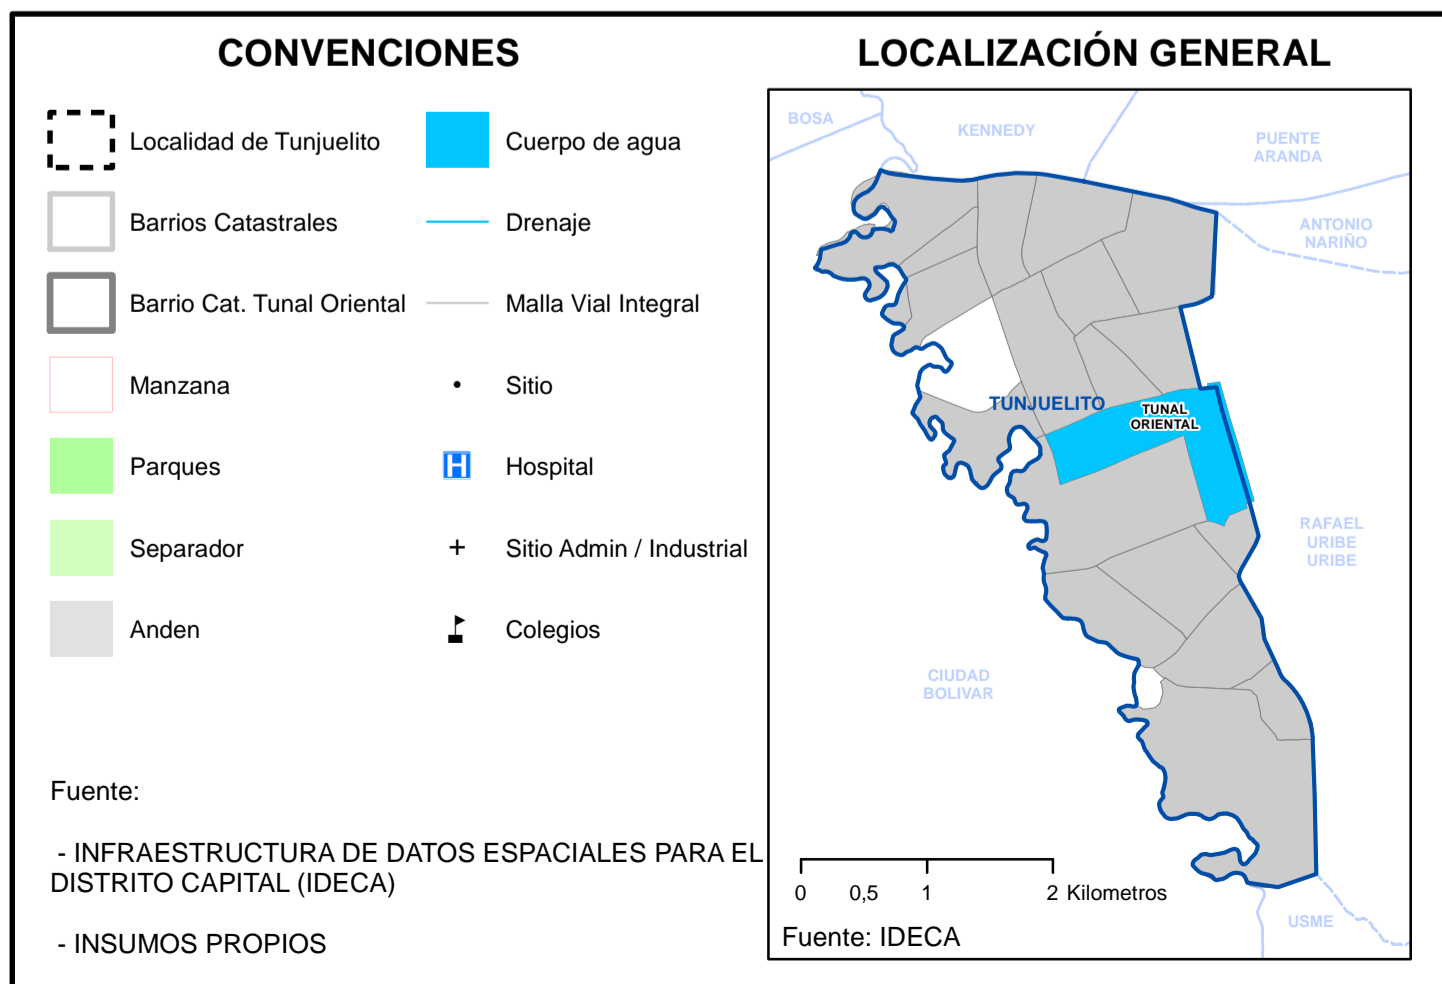 CONVENCIONES
Localidad de Tunjuelito
Barrios Catastrales
Barrio Cat. Tunal Oriental
Manzana
Parques
Separador
Anden
Cuerpo de agua
Drenaje
Malla Vial Integral
Sitio
H
Hospital
Sitio Admin / Industrial
Colegios
Fuente:
- INFRAESTRUCTURA DE DATOS ESPACIALES PARA EL
DISTRITO CAPITAL (IDECA)
- INSUMOS PROPIOS
LOCALIZACIÓN GENERAL
BOSA
KENNEDY
PUENTE
ARANDA
ANTONIO
NARIÑO
TUNJUELITO
TUNAL
ORIENTAL
RAFAEL
URIBE
URIBE
CIUDAD
BOLIVAR
USME
0 0,5 1 2 Kilometros
Fuente: IDECA